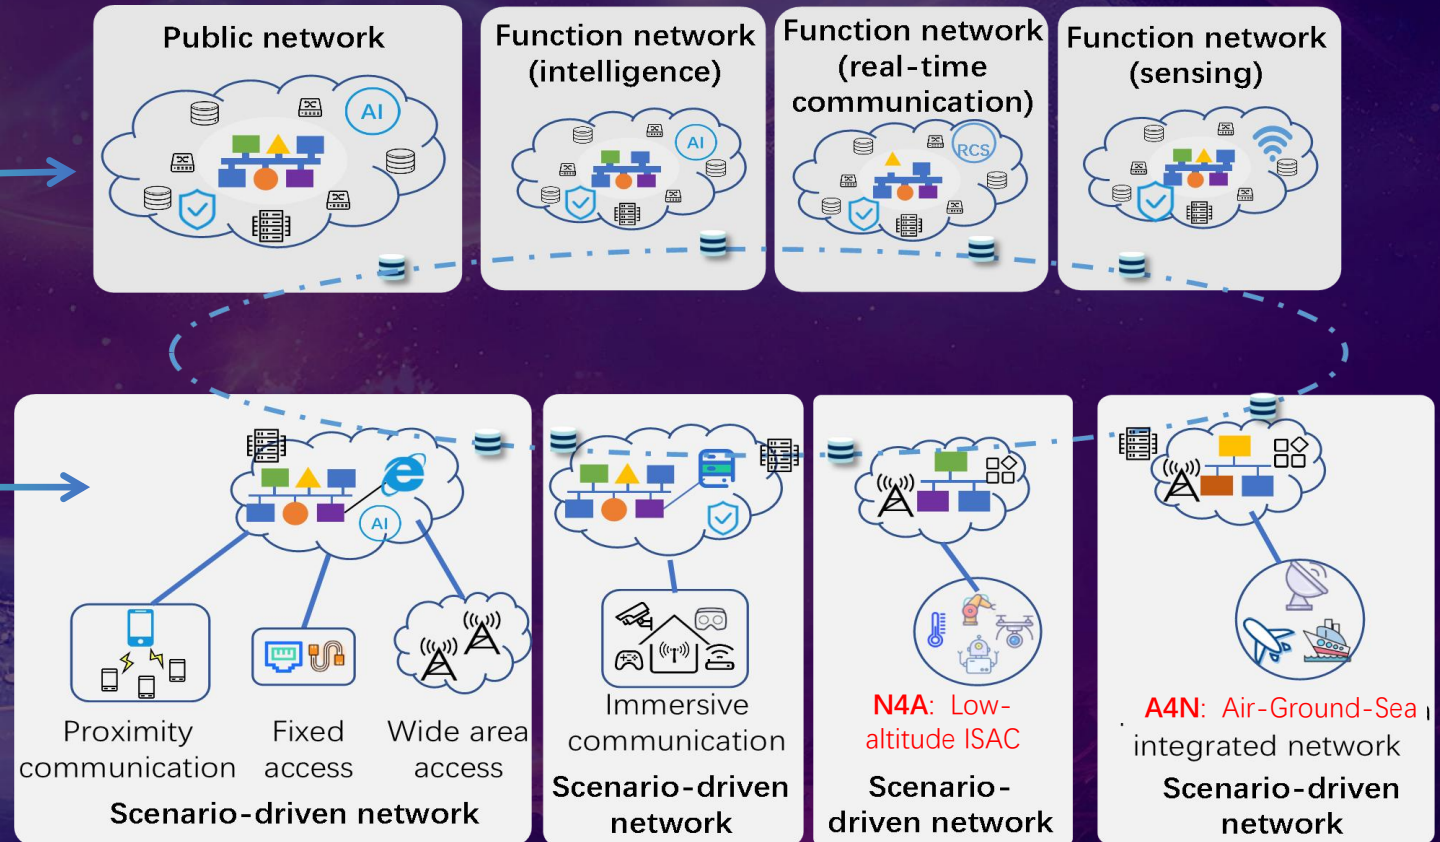 Public network
AI
Function network
(intelligence)
AI
Function network
(real-time
communication)
RCS
Function network
(sensing)
AI
Proximity
communication
Fixed
access
Wide area
access
Scenario-driven network
Immersive
communication
Scenario-driven
network
N4A: Low-
altitude ISAC
Scenario-
driven network
A4N: Air-Ground-Sea
integrated network
Scenario-driven
network